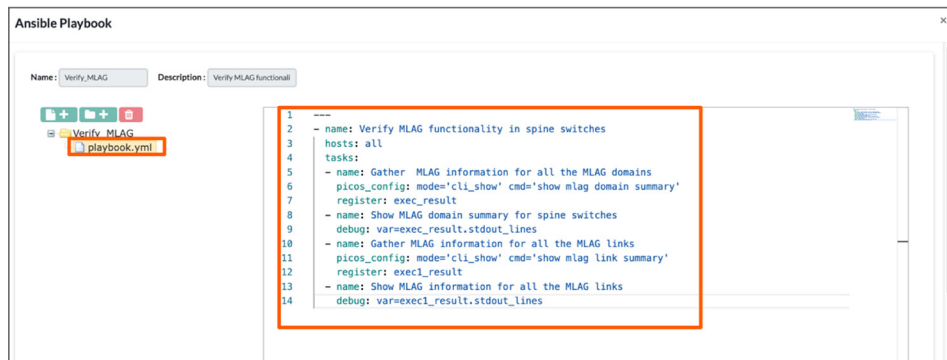 Ansible Playbook
×
Name : Verify_MLAG Description : Verify MLAG functionali
Verify_MLAG
playbook.yml
1 ---
2 - name: Verify MLAG functionality in spine switches
3 hosts: all
4 tasks:
5 - name: Gather  MLAG information for all the MLAG domains
6 picos_config: mode='cli_show' cmd='show mlag domain summary'
7 register: exec_result
8 - name: Show MLAG domain summary for spine switches
9 debug: var=exec_result.stdout_lines
10 - name: Gather MLAG information for all the MLAG links
11 picos_config: mode='cli_show' cmd='show mlag link summary'
12 register: exec1_result
13 - name: Show MLAG information for all the MLAG links
14 debug: var=exec1_result.stdout_lines